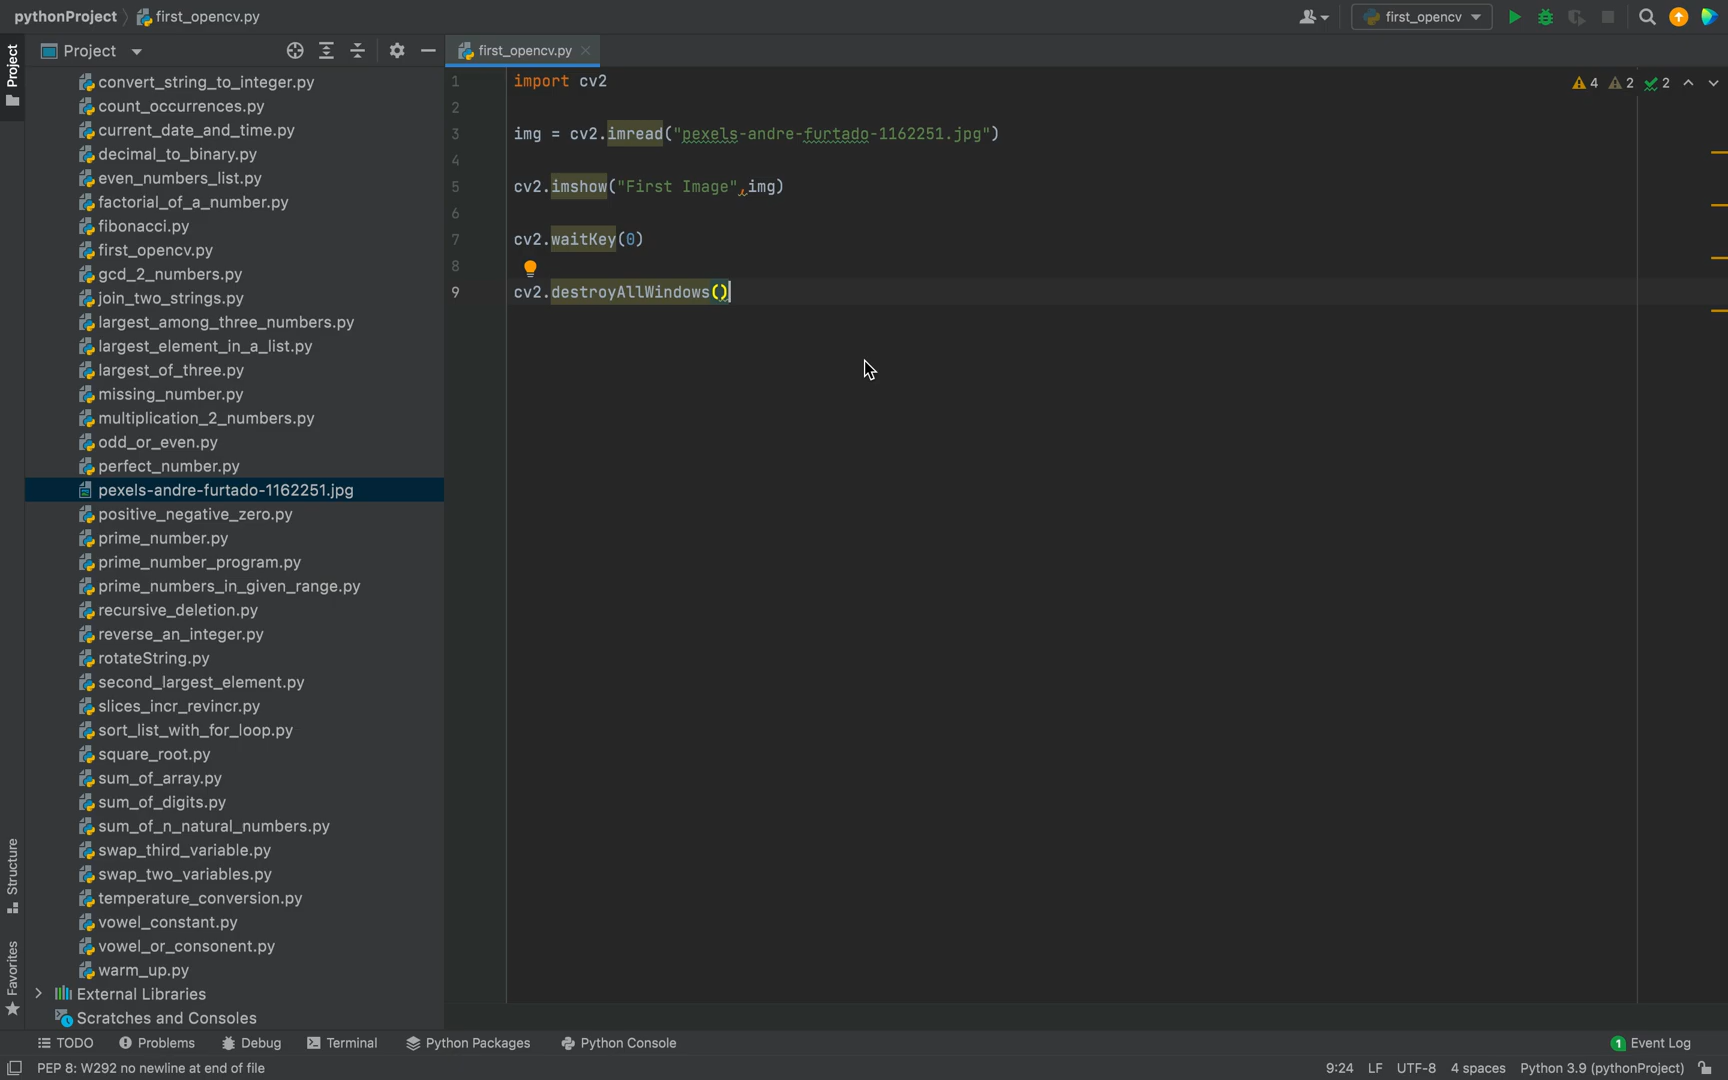 pythonProject
first_opencv.py
first_opencv
Project
Project
first_opencv.py
4
2
2
convert_string_to_integer.py
count_occurrences.py
current_date_and_time.py
decimal_to_binary.py
even_numbers_list.py
factorial_of_a_number.py
fibonacci.py
first_opencv.py
gcd_2_numbers.py
join_two_strings.py
largest_among_three_numbers.py
largest_element_in_a_list.py
largest_of_three.py
missing_number.py
multiplication_2_numbers.py
odd_or_even.py
perfect_number.py
pexels-andre-furtado-1162251.jpg
positive_negative_zero.py
prime_number.py
prime_number_program.py
prime_numbers_in_given_range.py
recursive_deletion.py
reverse_an_integer.py
rotateString.py
second_largest_element.py
slices_incr_revincr.py
sort_list_with_for_loop.py
square_root.py
sum_of_array.py
sum_of_digits.py
sum_of_n_natural_numbers.py
swap_third_variable.py
swap_two_variables.py
temperature_conversion.py
vowel_constant.py
vowel_or_consonent.py
warm_up.py
External Libraries
Scratches and Consoles
Structure
Favorites
1 import cv2
2
3 img = cv2.imread("pexels-andre-furtado-1162251.jpg")
4
5 cv2.imshow("First Image",img)
6
7 cv2.waitKey(0)
8
9 cv2.destroyAllWindows()
TODO
Problems
Debug
Terminal
Python Packages
Python Console
1 Event Log
PEP 8: W292 no newline at end of file
9:24
LF
UTF-8
4 spaces
Python 3.9 (pythonProject)